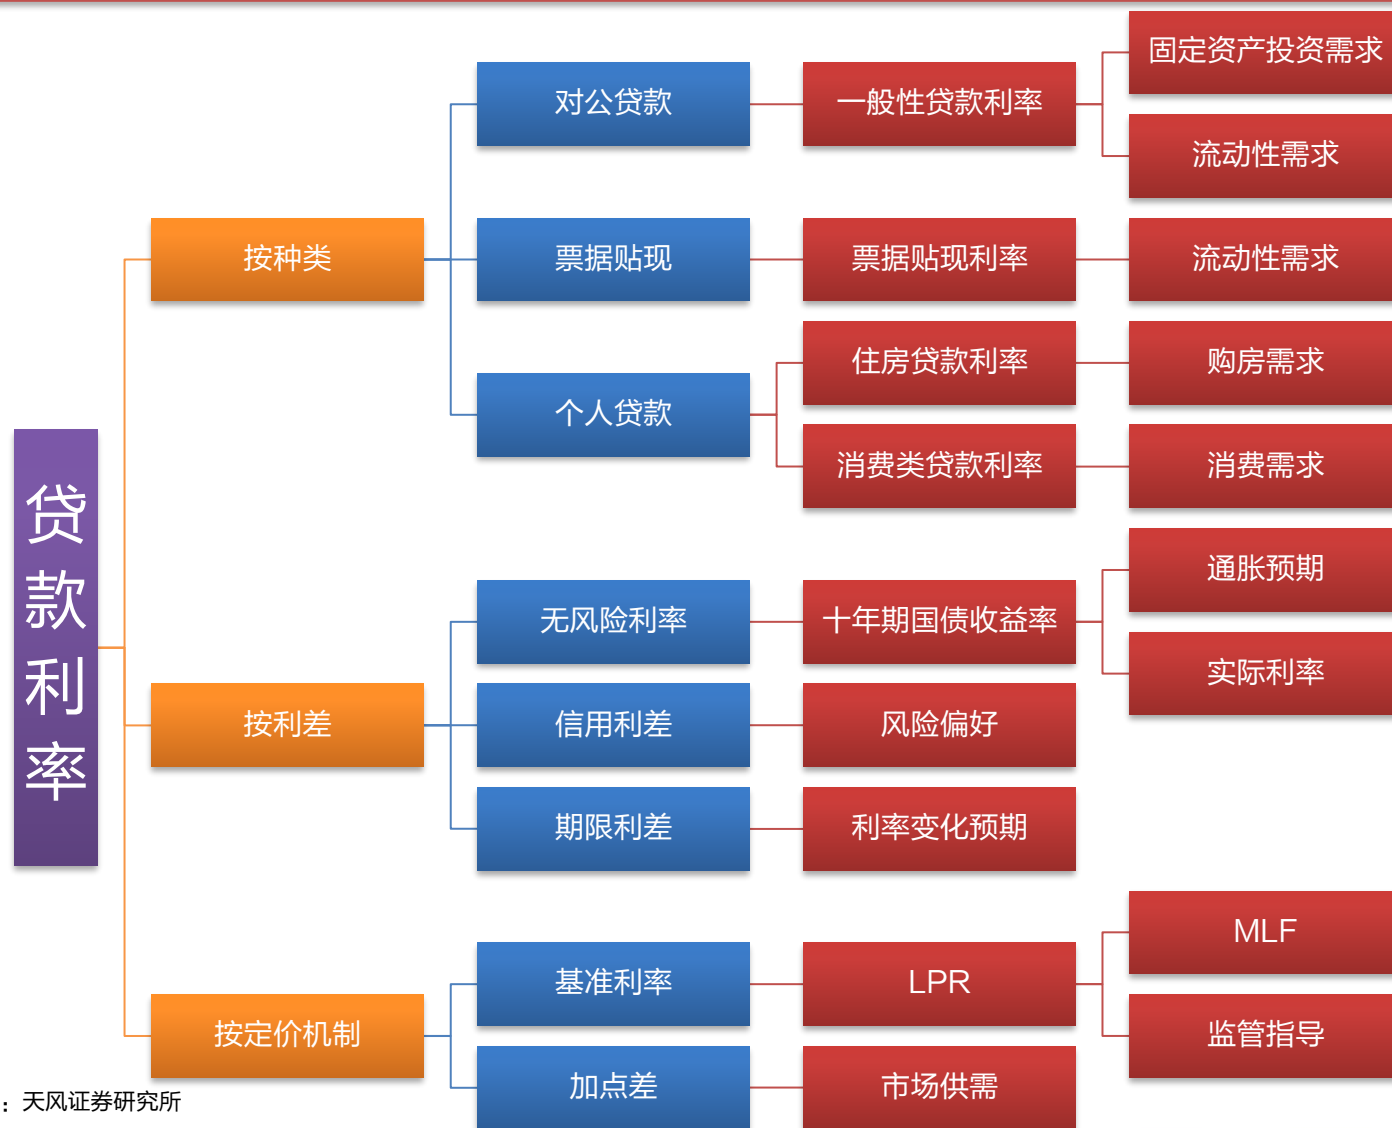 贷款利率
按种类
对公贷款
一般性贷款利率
固定资产投资需求
流动性需求
票据贴现
票据贴现利率
流动性需求
个人贷款
住房贷款利率
购房需求
消费类贷款利率
消费需求
按利差
无风险利率
十年期国债收益率
通胀预期
实际利率
信用利差
风险偏好
期限利差
利率变化预期
按定价机制
基准利率
LPR
MLF
监管指导
加点差
市场供需
：天风证券研究所